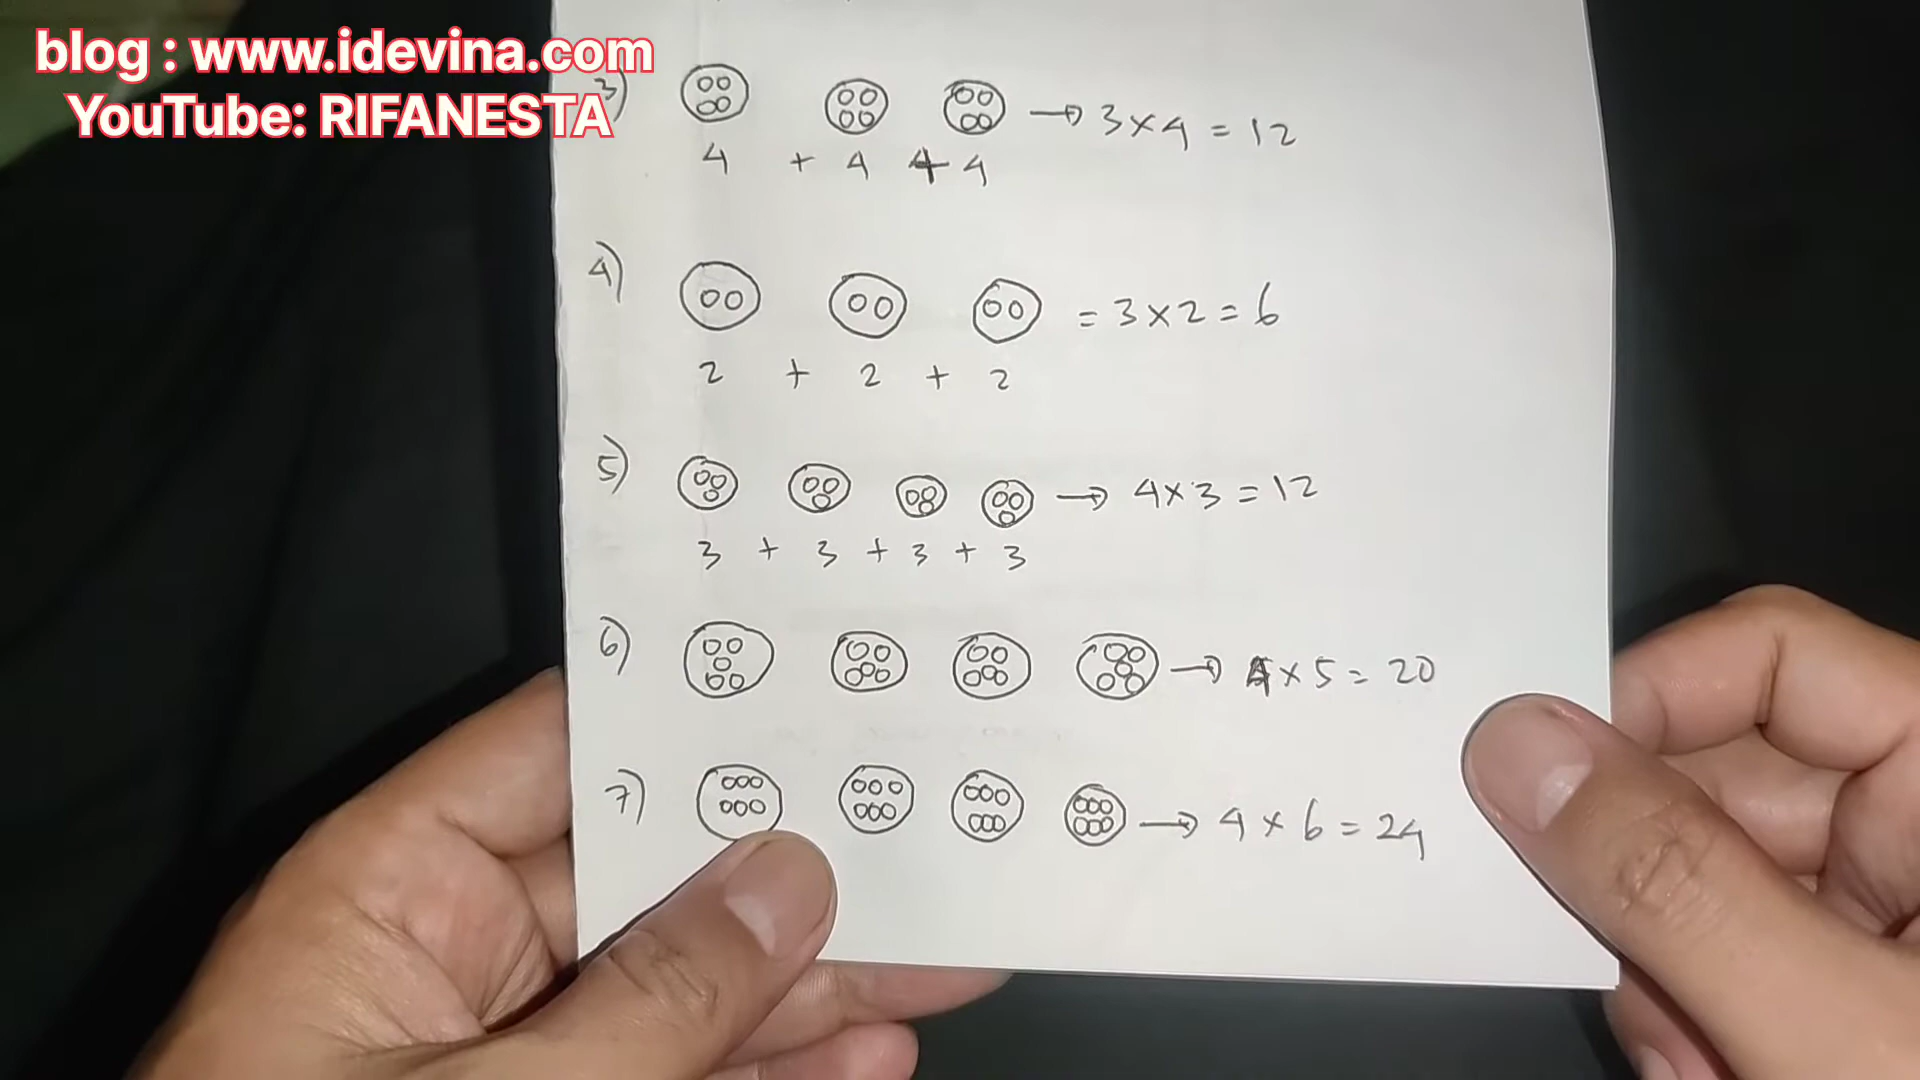 blog : www.idevina.com
YouTube: RIFANESTA
3) → 3 x 4 = 12
4 + 4 + 4
4) = 3 x 2 = 6
2 + 2 + 2
5) → 4 x 3 = 12
3 + 3 + 3 + 3
6) → 4 x 5 = 20
7) → 4 x 6 = 24